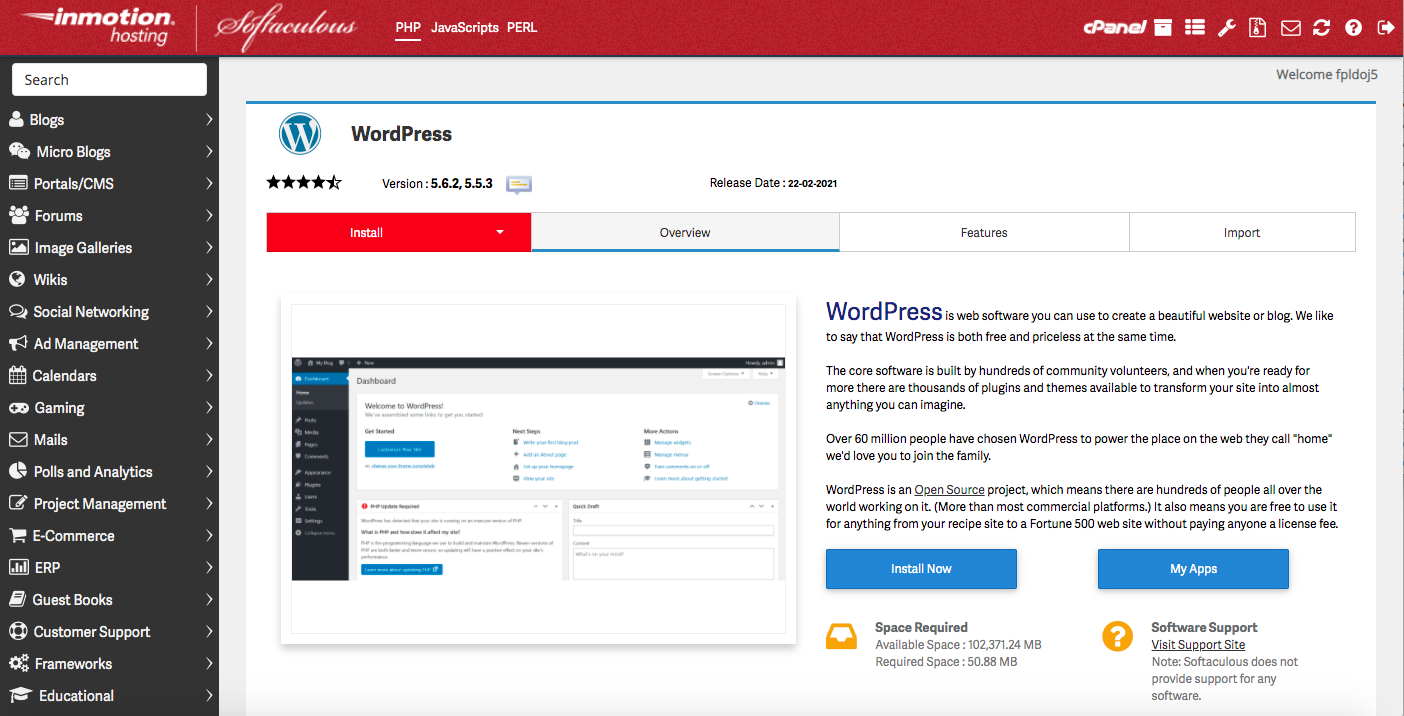 inmotion hosting
Softaculous
PHP JavaScripts PERL
cPanel
Search
Welcome fpldoj5
Blogs
Micro Blogs
Portals/CMS
Forums
Image Galleries
Wikis
Social Networking
Ad Management
Calendars
Gaming
Mails
Polls and Analytics
Project Management
E-Commerce
ERP
Guest Books
Customer Support
Frameworks
Educational
WordPress
Version : 5.6.2, 5.5.3
Release Date : 22-02-2021
Install
Overview
Features
Import
My Blog
New
Howdy, admin
Dashboard
Home
Updates
Posts
Media
Pages
Comments
Appearance
Plugins
Users
Tools
Settings
Collapse menu
Dashboard
Screen Options
Help
Welcome to WordPress!
We've assembled some links to get you started
Dismiss
Get Started
Customize Your Site
or, change your theme completely
Next Steps
Write your first blog post
Add an About page
Set up your homepage
View your site
More Actions
Manage widgets
Manage menus
Turn comments on or off
Learn more about getting started
PHP Update Required
WordPress has detected that your site is running on an insecure version of PHP.
What is PHP and how does it affect my site?
PHP is the programming language we use to build and maintain WordPress. Newer versions of
PHP are both faster and more secure, so updating will have a positive effect on your site's
performance.
Learn more about updating PHP
Quick Draft
Title
Content
What's on your mind?
WordPress is web software you can use to create a beautiful website or blog. We like
to say that WordPress is both free and priceless at the same time.
The core software is built by hundreds of community volunteers, and when you're ready for
more there are thousands of plugins and themes available to transform your site into almost
anything you can imagine.
Over 60 million people have chosen WordPress to power the place on the web they call "home"
we'd love you to join the family.
WordPress is an Open Source project, which means there are hundreds of people all over the
world working on it. (More than most commercial platforms.) It also means you are free to use it
for anything from your recipe site to a Fortune 500 web site without paying anyone a license fee.
Install Now
My Apps
Space Required
Available Space : 102,371.24 MB
Required Space : 50.88 MB
Software Support
Visit Support Site
Note: Softaculous does not
provide support for any
software.